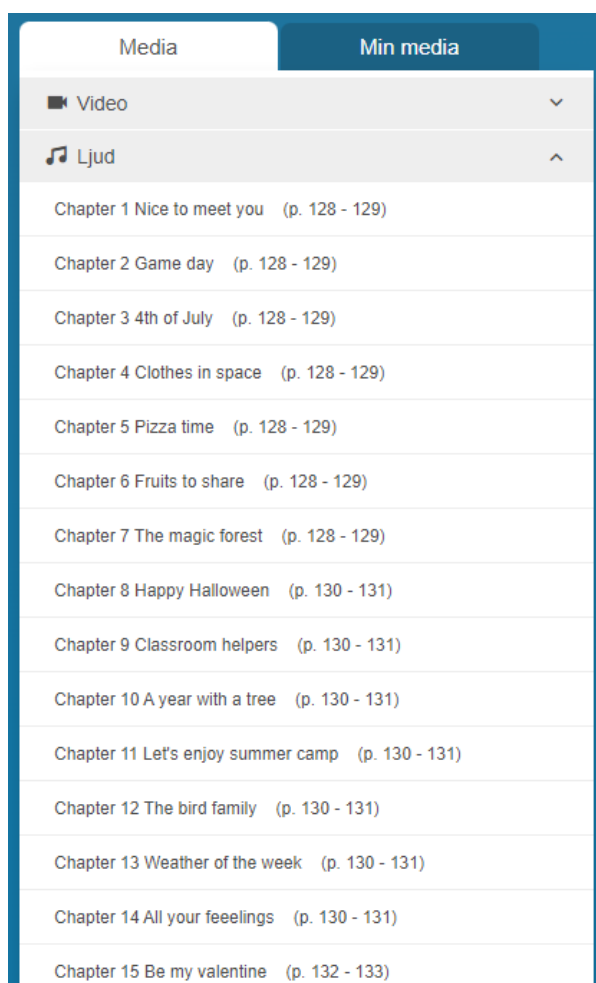 Media Min media
Video
Ljud
Chapter 1 Nice to meet you (p. 128 - 129)
Chapter 2 Game day (p. 128 - 129)
Chapter 3 4th of July (p. 128 - 129)
Chapter 4 Clothes in space (p. 128 - 129)
Chapter 5 Pizza time (p. 128 - 129)
Chapter 6 Fruits to share (p. 128 - 129)
Chapter 7 The magic forest (p. 128 - 129)
Chapter 8 Happy Halloween (p. 130 - 131)
Chapter 9 Classroom helpers (p. 130 - 131)
Chapter 10 A year with a tree (p. 130 - 131)
Chapter 11 Let's enjoy summer camp (p. 130 - 131)
Chapter 12 The bird family (p. 130 - 131)
Chapter 13 Weather of the week (p. 130 - 131)
Chapter 14 All your feeelings (p. 130 - 131)
Chapter 15 Be my valentine (p. 132 - 133)